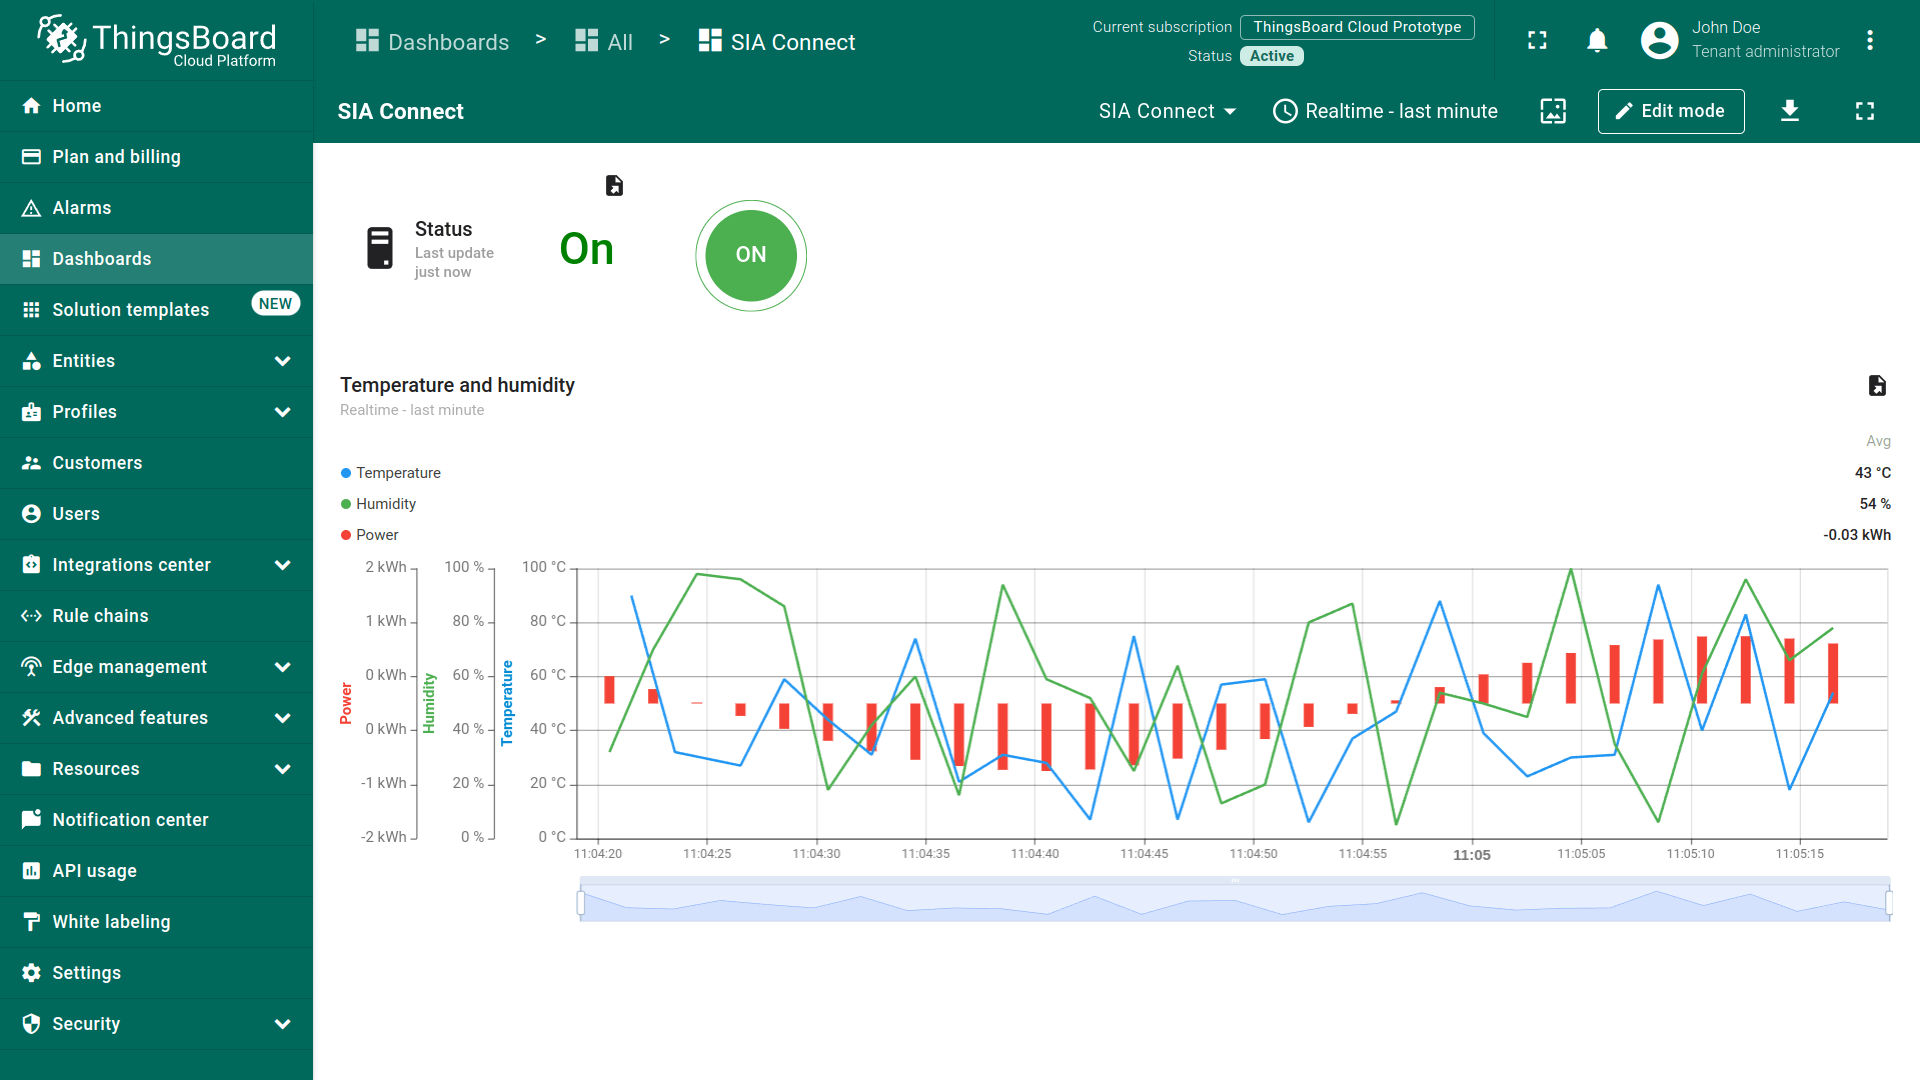 ThingsBoard
Cloud Platform
Home
Plan and billing
Alarms
Dashboards
Solution templates NEW
Entities
Profiles
Customers
Users
Integrations center
Rule chains
Edge management
Advanced features
Resources
Notification center
API usage
White labeling
Settings
Security
Dashboards > All > SIA Connect
Current subscription ThingsBoard Cloud Prototype
Status Active
John Doe
Tenant administrator
SIA Connect
SIA Connect Realtime - last minute Edit mode
Status
Last update
just now
On
ON
Temperature and humidity
Realtime - last minute
Avg
Temperature 43 °C
Humidity 54 %
Power -0.03 kWh
Power
2 kWh
1 kWh
0 kWh
0 kWh
-1 kWh
-2 kWh
Humidity
100 %
80 %
60 %
40 %
20 %
0 %
Temperature
100 °C
80 °C
60 °C
40 °C
20 °C
0 °C
11:04:20 11:04:25 11:04:30 11:04:35 11:04:40 11:04:45 11:04:50 11:04:55 11:05 11:05:05 11:05:10 11:05:15